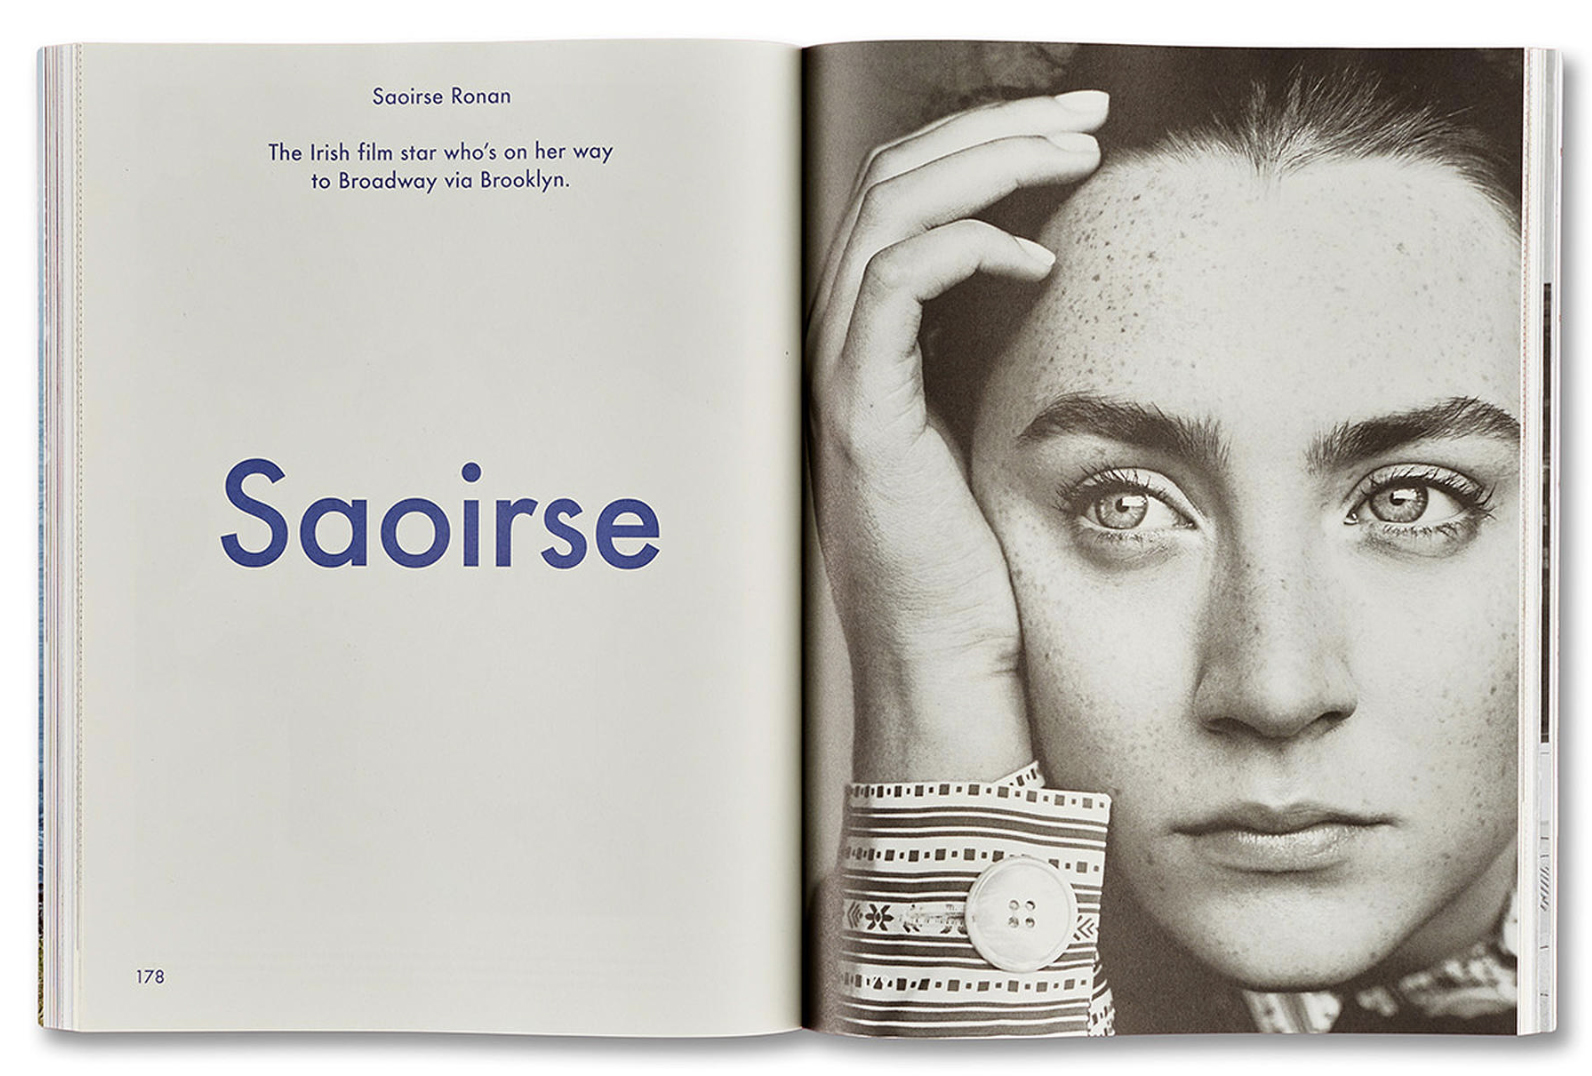 Saoirse Ronan
The Irish film star who's on her way
to Broadway via Brooklyn.
Saoirse
178